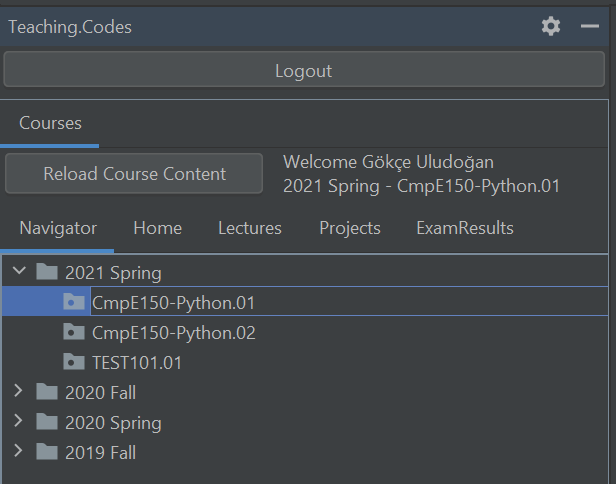 Teaching.Codes
Logout
Courses
Reload Course Content
Welcome Gökçe Uludoğan
2021 Spring - CmpE150-Python.01
Navigator Home Lectures Projects ExamResults
2021 Spring
CmpE150-Python.01
CmpE150-Python.02
TEST101.01
2020 Fall
2020 Spring
2019 Fall